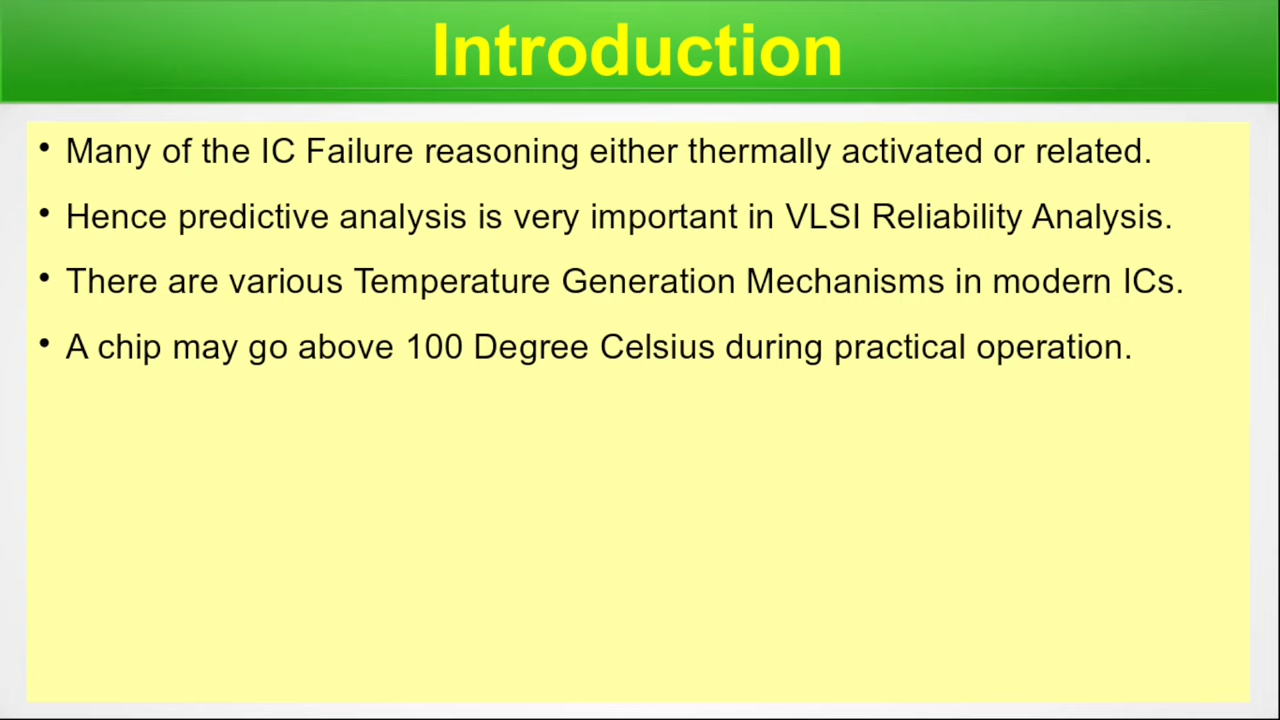 Introduction
• Many of the IC Failure reasoning either thermally activated or related.
• Hence predictive analysis is very important in VLSI Reliability Analysis.
• There are various Temperature Generation Mechanisms in modern ICs.
• A chip may go above 100 Degree Celsius during practical operation.